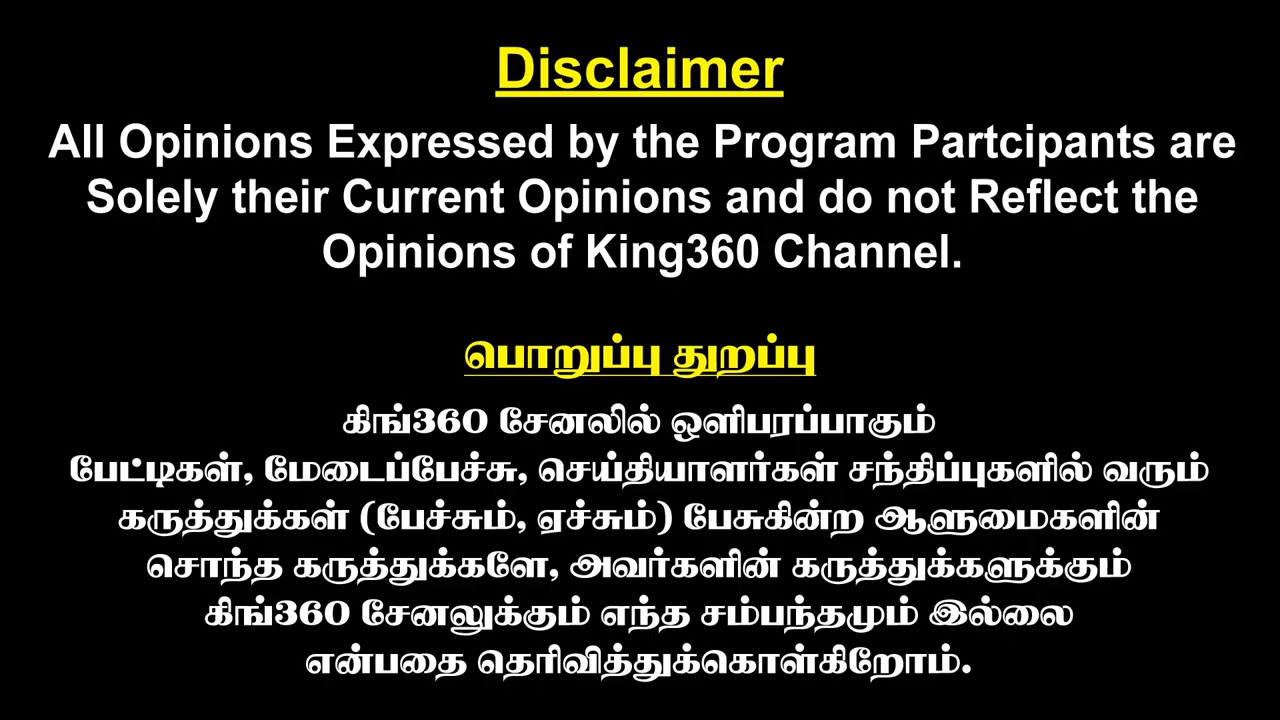 Disclaimer
All Opinions Expressed by the Program Partcipants are
Solely their Current Opinions and do not Reflect the
Opinions of King360 Channel.
பொறுப்பு துறப்பு
கிங்360 சேனலில் ஒளிபரப்பாகும்
பேட்டிகள், மேடைப்பேச்சு, செய்தியாளர்கள் சந்திப்புகளில் வரும்
கருத்துக்கள் (பேச்சும், ஏச்சும்) பேசுகின்ற ஆளுமைகளின்
சொந்த கருத்துக்களே, அவர்களின் கருத்துக்களுக்கும்
கிங்360 சேனலுக்கும் எந்த சம்பந்தமும் இல்லை
என்பதை தெரிவித்துக்கொள்கிறோம்.